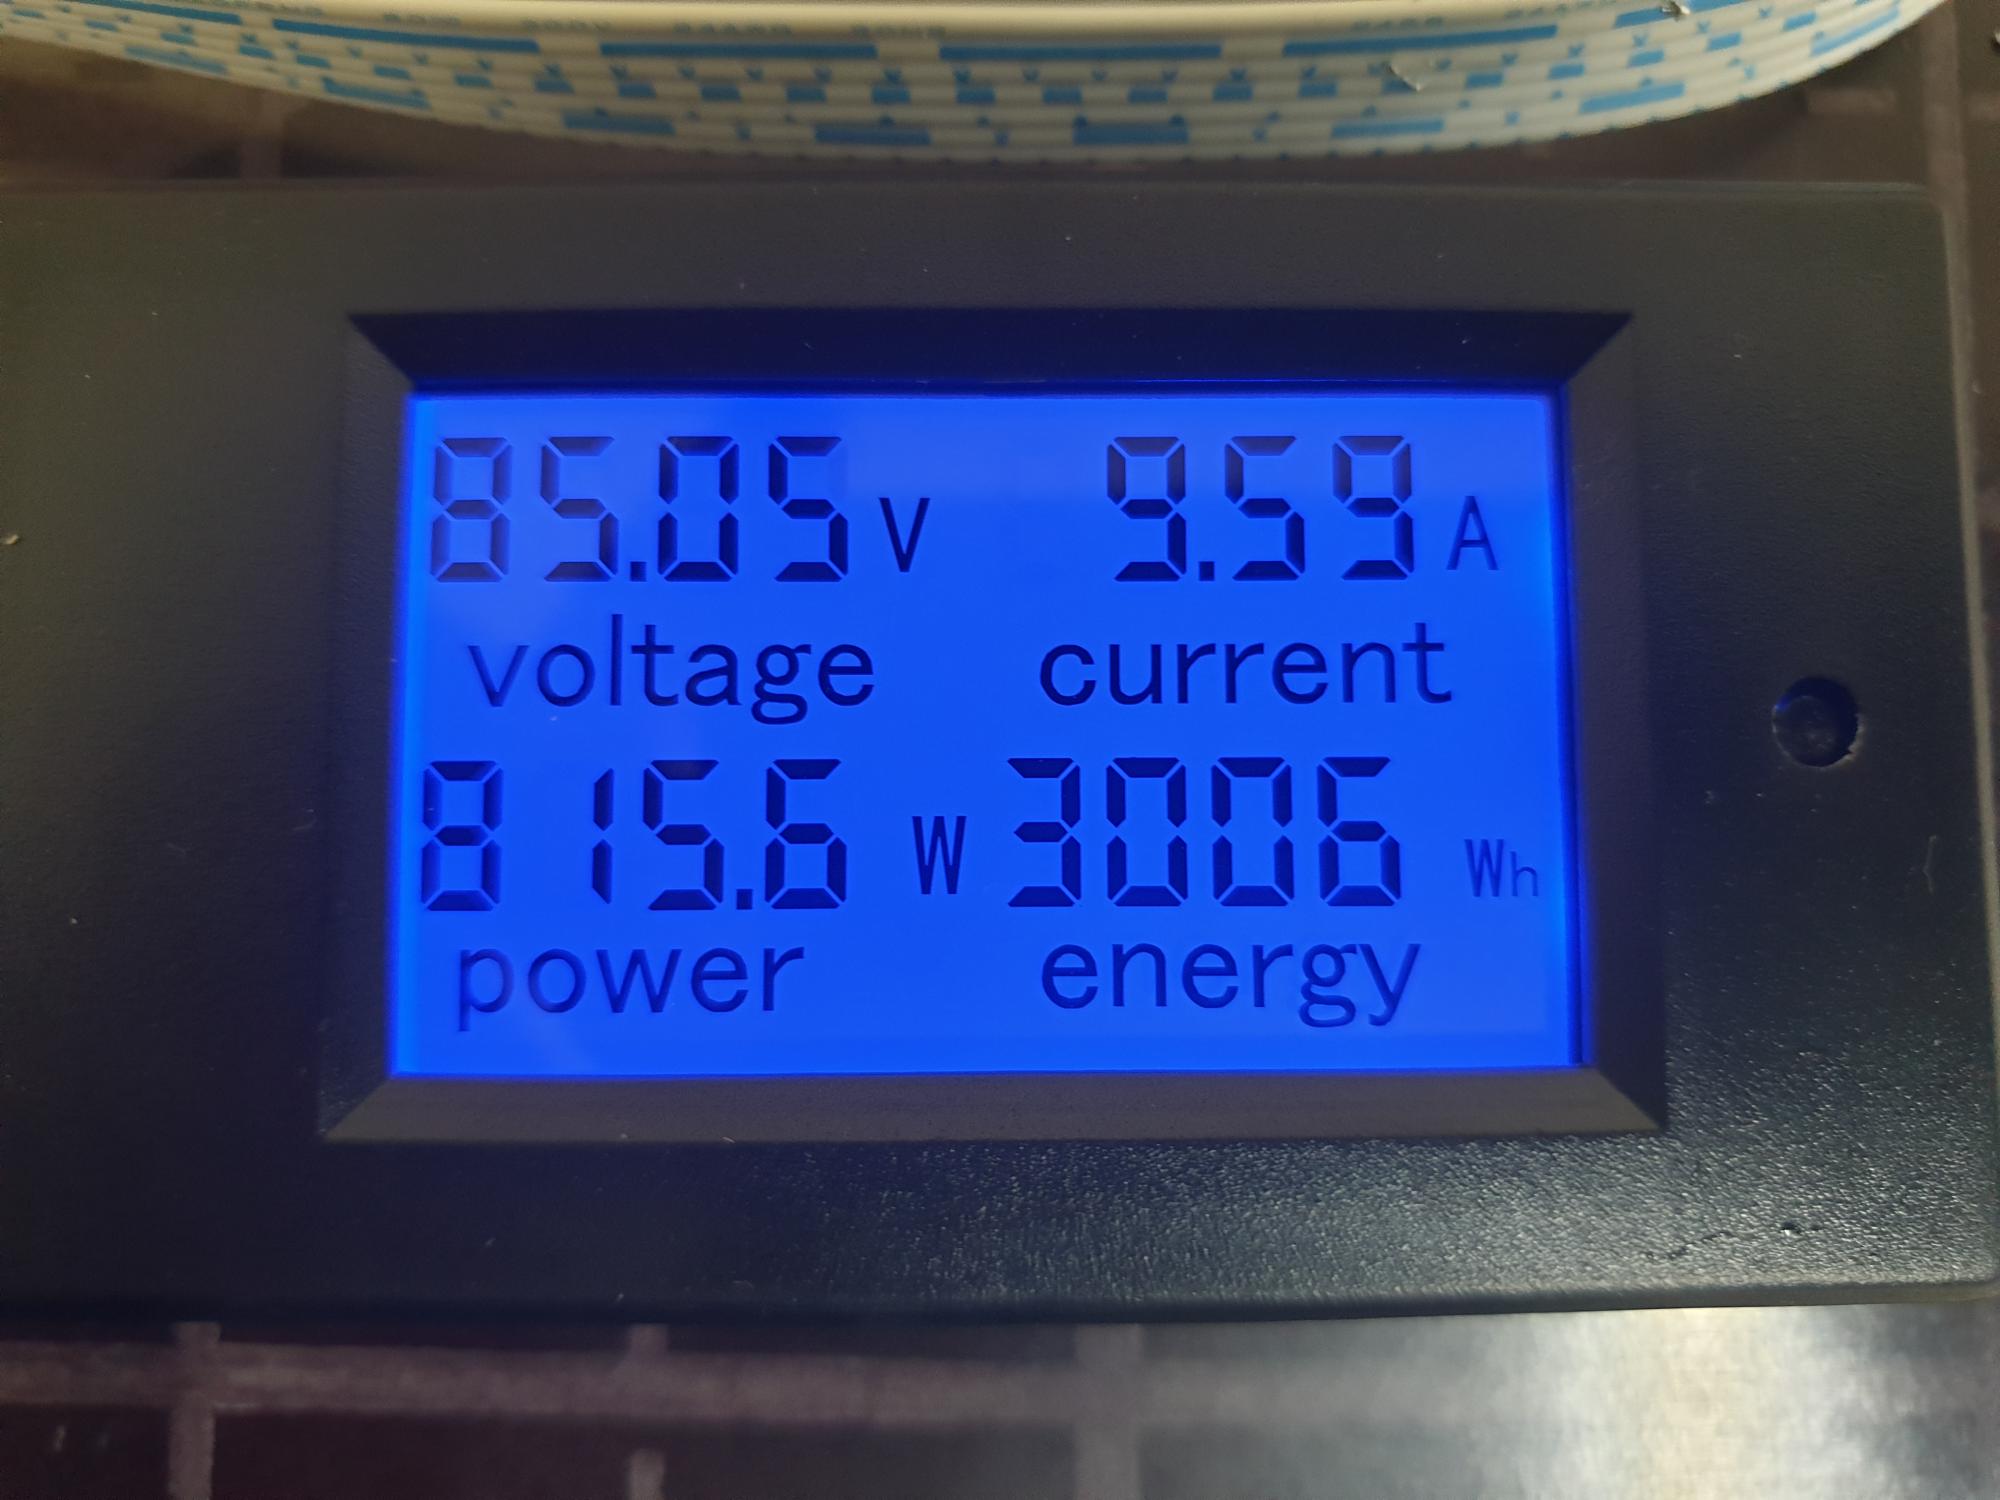 85.05 V 9.59 A
voltage current
815.6 W 3006 Wh
power energy